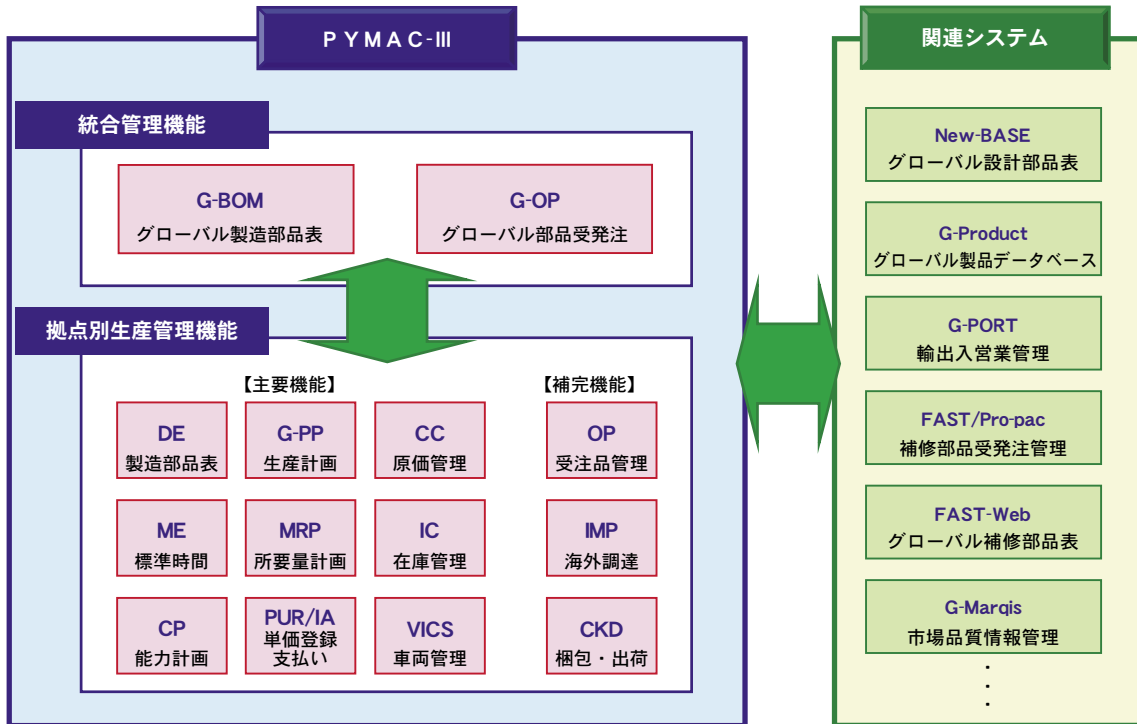 PYMAC-III
統合管理機能
G-BOM
グローバル製造部品表
G-OP
グローバル部品受発注
拠点別生産管理機能
【主要機能】
【補完機能】
DE
製造部品表
G-PP
生産計画
CC
原価管理
OP
受注品管理
ME
標準時間
MRP
所要量計画
IC
在庫管理
IMP
海外調達
CP
能力計画
PUR/IA
単価登録
支払い
VICS
車両管理
CKD
梱包・出荷
関連システム
New-BASE
グローバル設計部品表
G-Product
グローバル製品データベース
G-PORT
輸出入営業管理
FAST/Pro-pac
補修部品受発注管理
FAST-Web
グローバル補修部品表
G-Marqis
市場品質情報管理
・
・
・